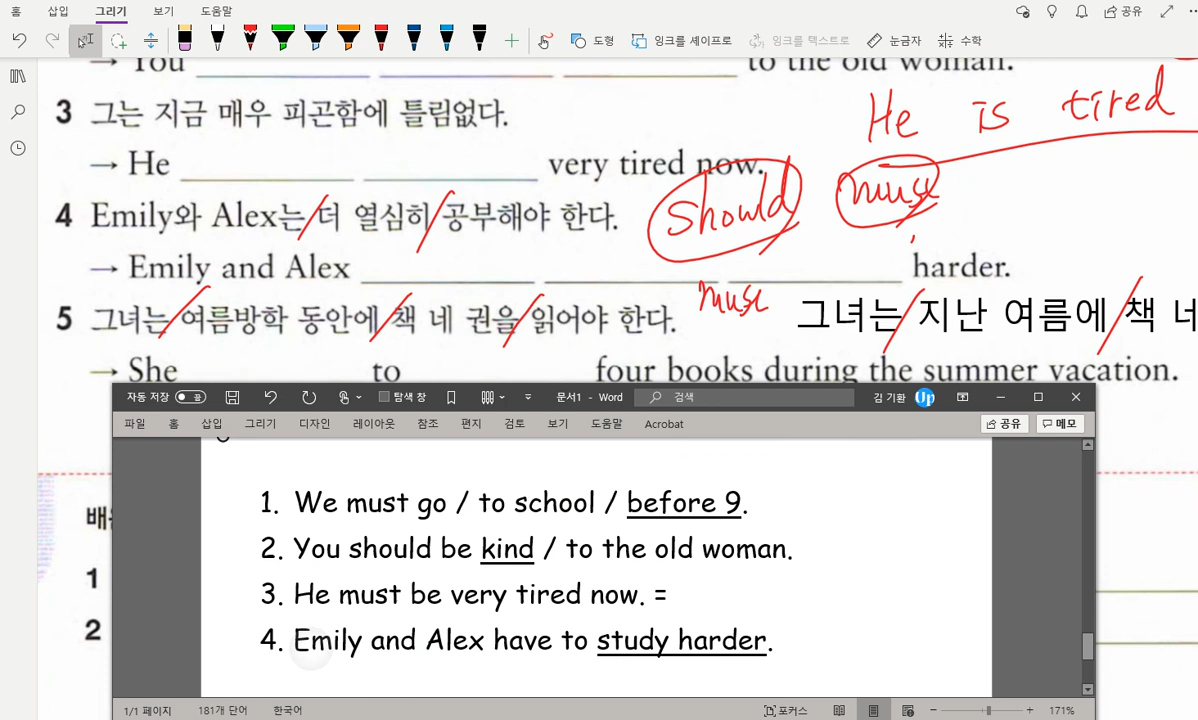 홈 삽입 그리기 보기 도움말
공유
도형 잉크를 셰이프로 잉크를 텍스트로 눈금자 수학
→ You to the old woman.
He is tired
3 그는 지금 매우 피곤함에 틀림없다.
→ He very tired now.
should must
4 Emily와 Alex는/더 열심히/공부해야 한다.
→ Emily and Alex harder.
must
5 그녀는/여름방학 동안에/책 네 권을/읽어야 한다. 그녀는/지난 여름에/책 네
→ She to four books during the summer vacation.
자동 저장 끔 탐색 창 문서1 - Word 검색 김 기환 Up
파일 홈 삽입 그리기 디자인 레이아웃 참조 편지 검토 보기 도움말 Acrobat 공유 메모
1. We must go / to school / before 9.
2. You should be kind / to the old woman.
3. He must be very tired now. =
4. Emily and Alex have to study harder.
1
2
1/1 페이지 181개 단어 한국어 포커스 171%